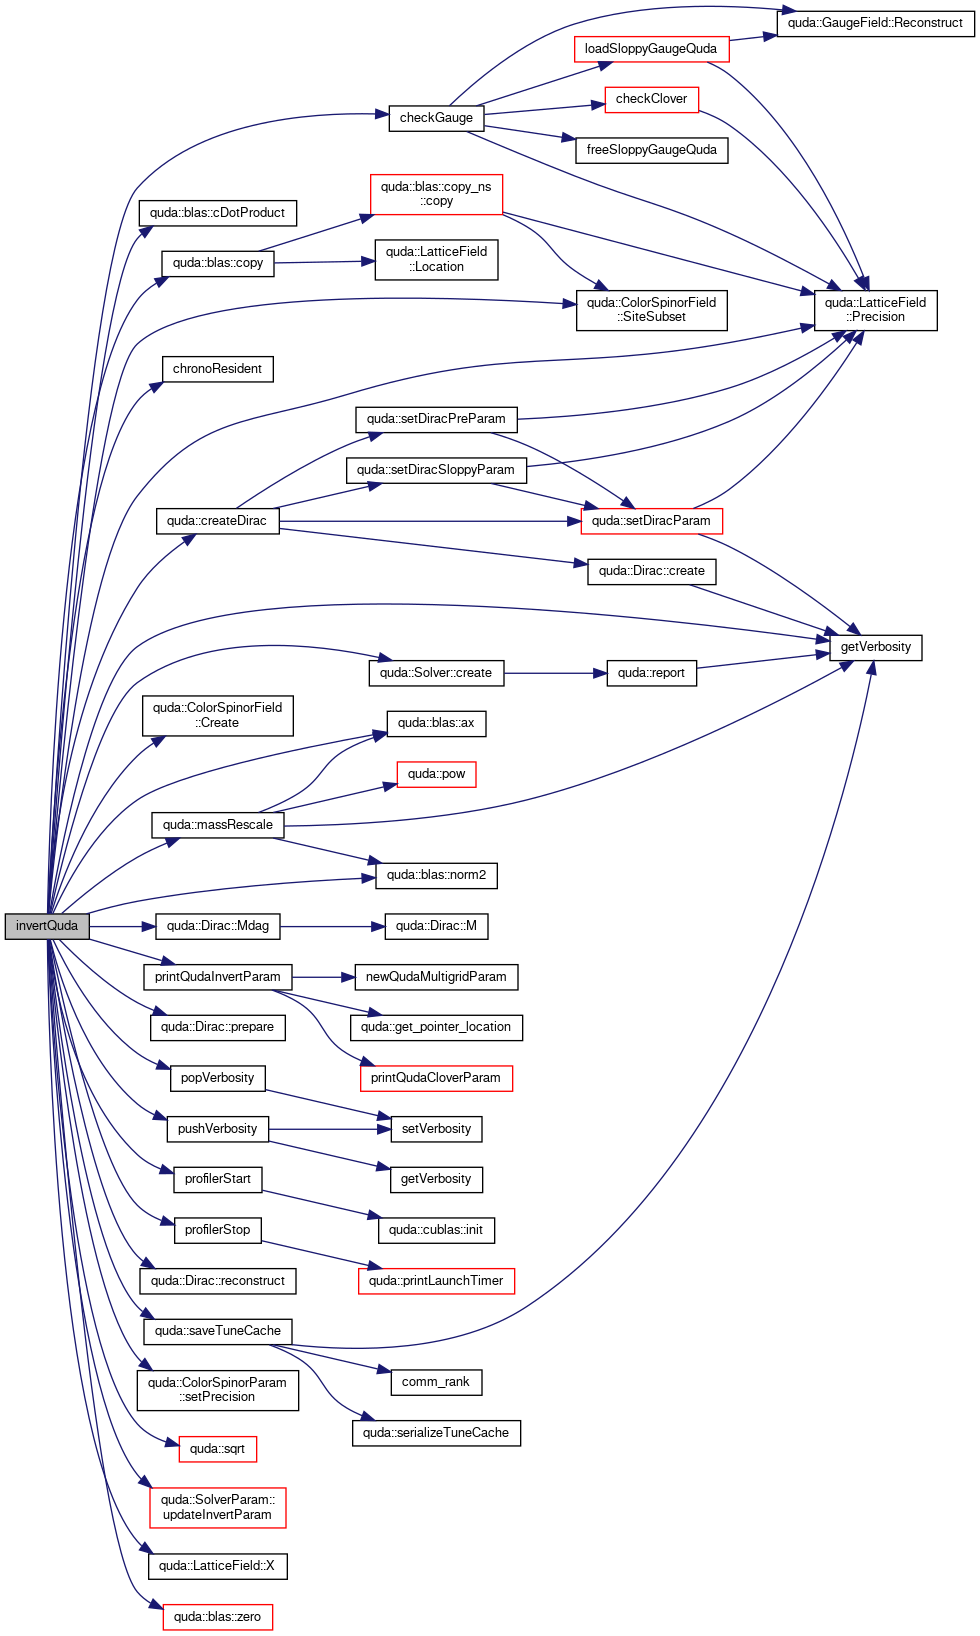 quda::GaugeField::Reconstruct
loadSloppyGaugeQuda
checkClover
checkGauge
freeSloppyGaugeQuda
quda::blas::copy_ns
::copy
quda::blas::cDotProduct
quda::blas::copy
quda::LatticeField
::Location
quda::ColorSpinorField
::SiteSubset
quda::LatticeField
::Precision
chronoResident
quda::setDiracPreParam
quda::setDiracSloppyParam
quda::createDirac
quda::setDiracParam
quda::Dirac::create
getVerbosity
quda::Solver::create
quda::report
quda::ColorSpinorField
::Create
quda::blas::ax
quda::pow
quda::massRescale
quda::blas::norm2
invertQuda
quda::Dirac::Mdag
quda::Dirac::M
printQudaInvertParam
newQudaMultigridParam
quda::Dirac::prepare
quda::get_pointer_location
popVerbosity
printQudaCloverParam
pushVerbosity
setVerbosity
profilerStart
getVerbosity
profilerStop
quda::cublas::init
quda::Dirac::reconstruct
quda::printLaunchTimer
quda::saveTuneCache
quda::ColorSpinorParam
::setPrecision
comm_rank
quda::serializeTuneCache
quda::sqrt
quda::SolverParam::
updateInvertParam
quda::LatticeField::X
quda::blas::zero